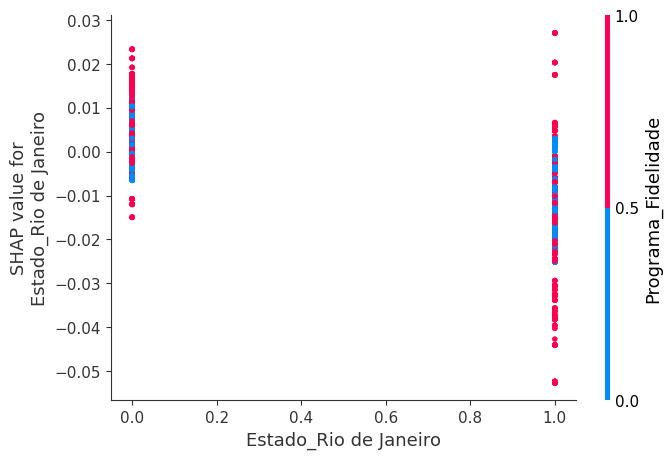 0.03
0.02
0.01
0.00
−0.01
−0.02
−0.03
−0.04
−0.05
SHAP value for
Estado_Rio de Janeiro
0.0 0.2 0.4 0.6 0.8 1.0
Estado_Rio de Janeiro
1.0
0.5
0.0
Programa_Fidelidade